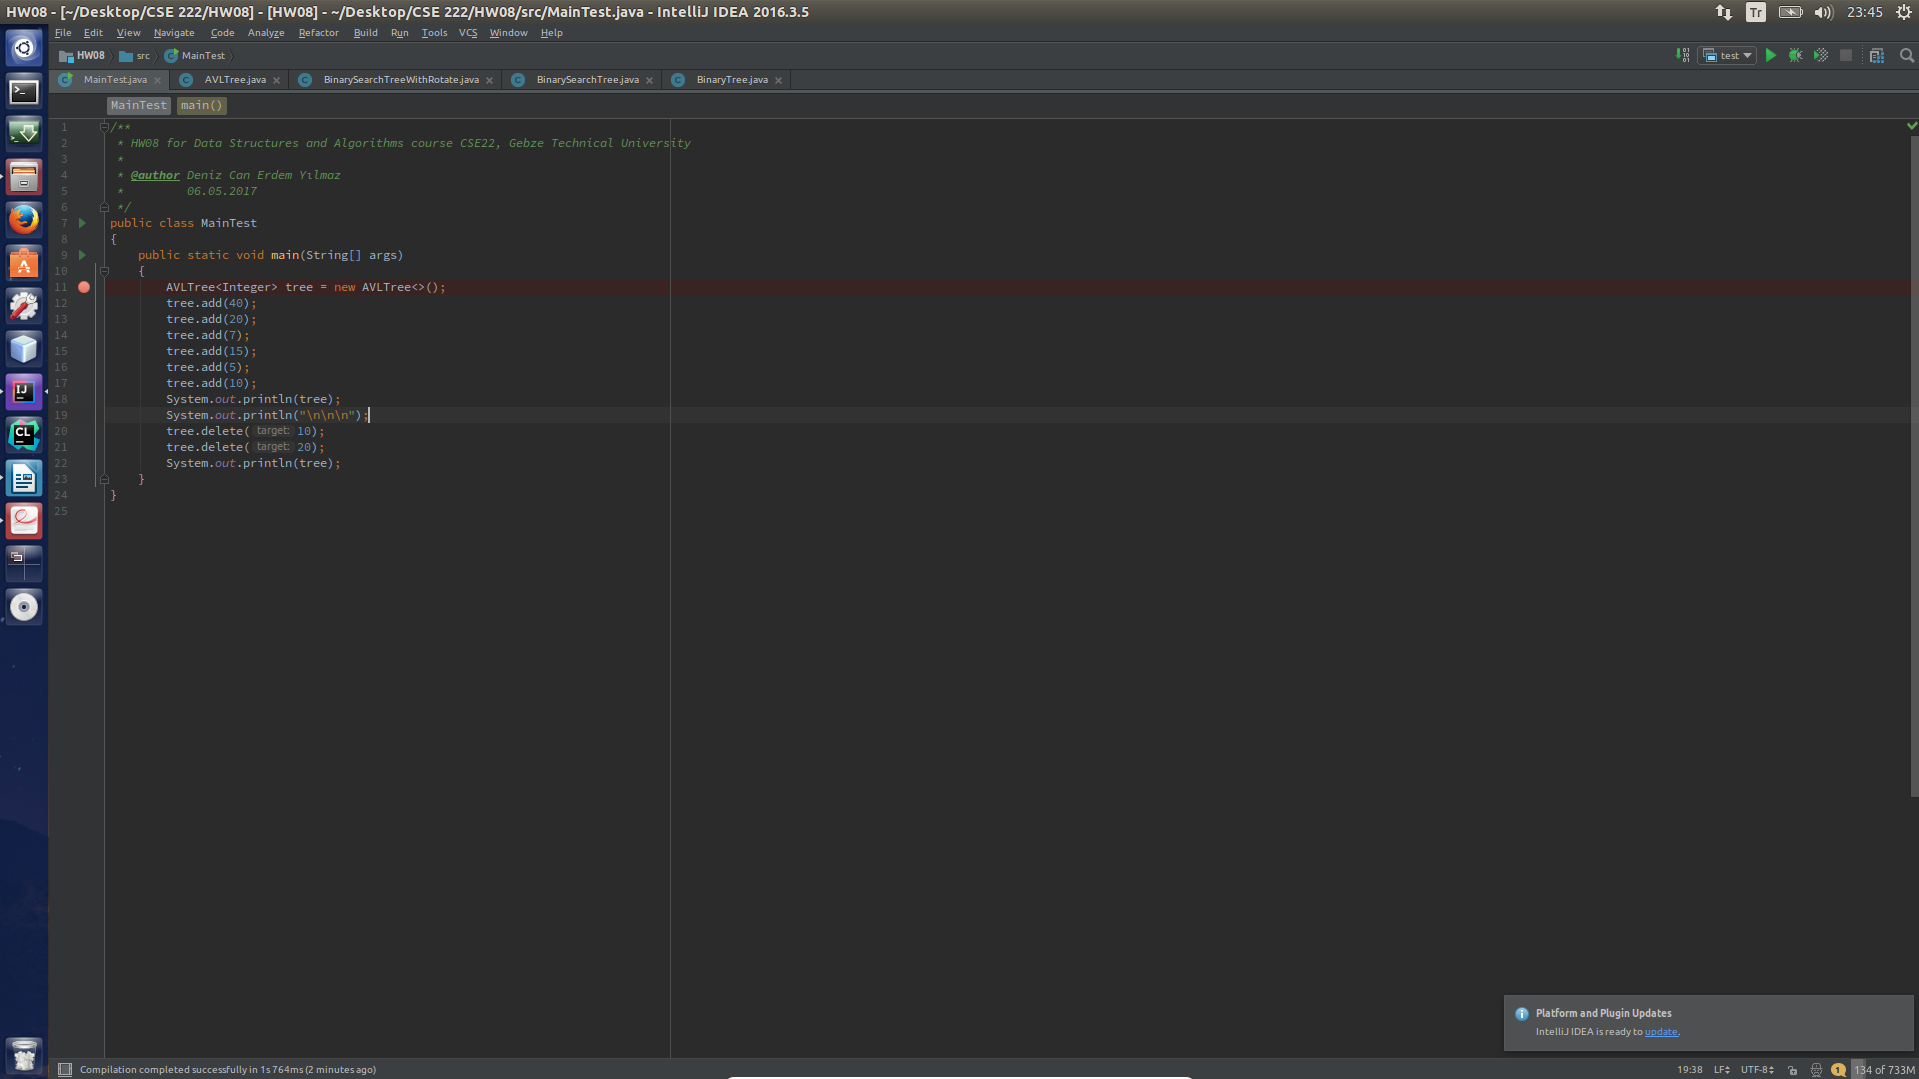 HW08 - [~/Desktop/CSE 222/HW08] - [HW08] - ~/Desktop/CSE 222/HW08/src/MainTest.java - IntelliJ IDEA 2016.3.5
Tr
23:45
File Edit View Navigate Code Analyze Refactor Build Run Tools VCS Window Help
HW08 src MainTest
test
MainTest.java AVLTree.java BinarySearchTreeWithRotate.java BinarySearchTree.java BinaryTree.java
MainTest main()
1 /**
2 * HW08 for Data Structures and Algorithms course CSE22, Gebze Technical University
3 *
4 * @author Deniz Can Erdem Yılmaz
5 * 06.05.2017
6 */
7 public class MainTest
8 {
9 public static void main(String[] args)
10 {
11 AVLTree<Integer> tree = new AVLTree<>();
12 tree.add(40);
13 tree.add(20);
14 tree.add(7);
15 tree.add(15);
16 tree.add(5);
17 tree.add(10);
18 System.out.println(tree);
19 System.out.println("\n\n\n");
20 tree.delete( target: 10);
21 tree.delete( target: 20);
22 System.out.println(tree);
23 }
24 }
25
Platform and Plugin Updates
IntelliJ IDEA is ready to update.
Compilation completed successfully in 1s 764ms (2 minutes ago)
19:38 LF UTF-8 1 134 of 733M